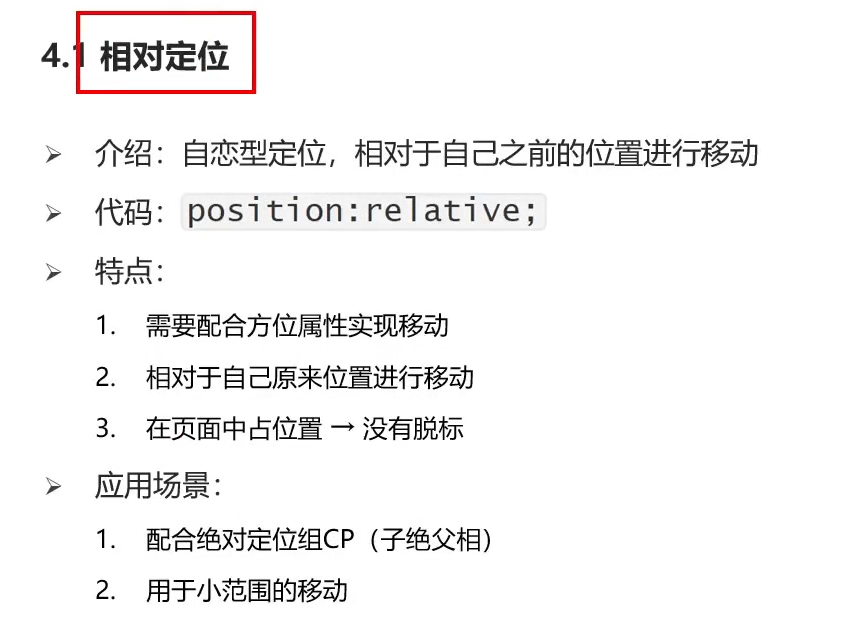 4.1 相对定位
介绍：自恋型定位，相对于自己之前的位置进行移动
代码：position:relative;
特点：
1. 需要配合方位属性实现移动
2. 相对于自己原来位置进行移动
3. 在页面中占位置 → 没有脱标
应用场景：
1. 配合绝对定位组CP（子绝父相）
2. 用于小范围的移动